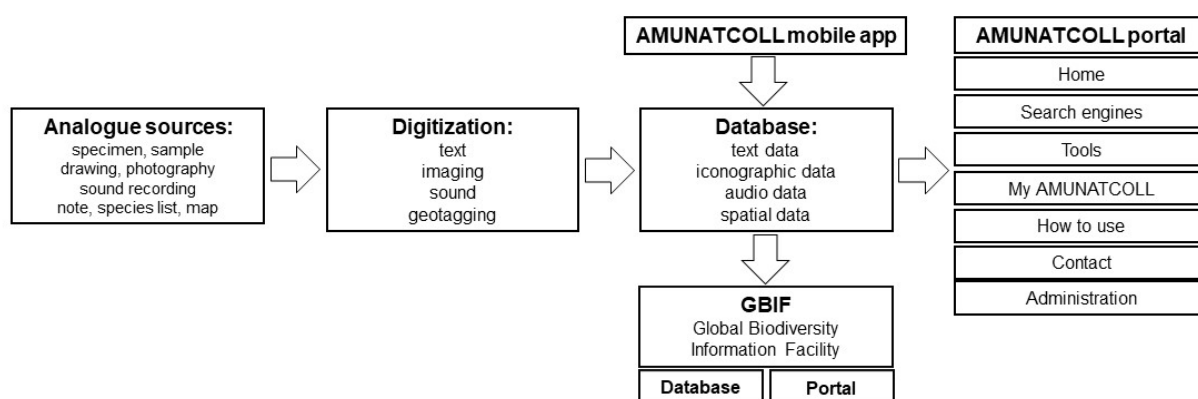 AMUNATCOLL mobile app
Analogue sources:
specimen, sample
drawing, photography
sound recording
note, species list, map
Digitization:
text
imaging
sound
geotagging
Database:
text data
iconographic data
audio data
spatial data
GBIF
Global Biodiversity
Information Facility
Database
Portal
AMUNATCOLL portal
Home
Search engines
Tools
My AMUNATCOLL
How to use
Contact
Administration